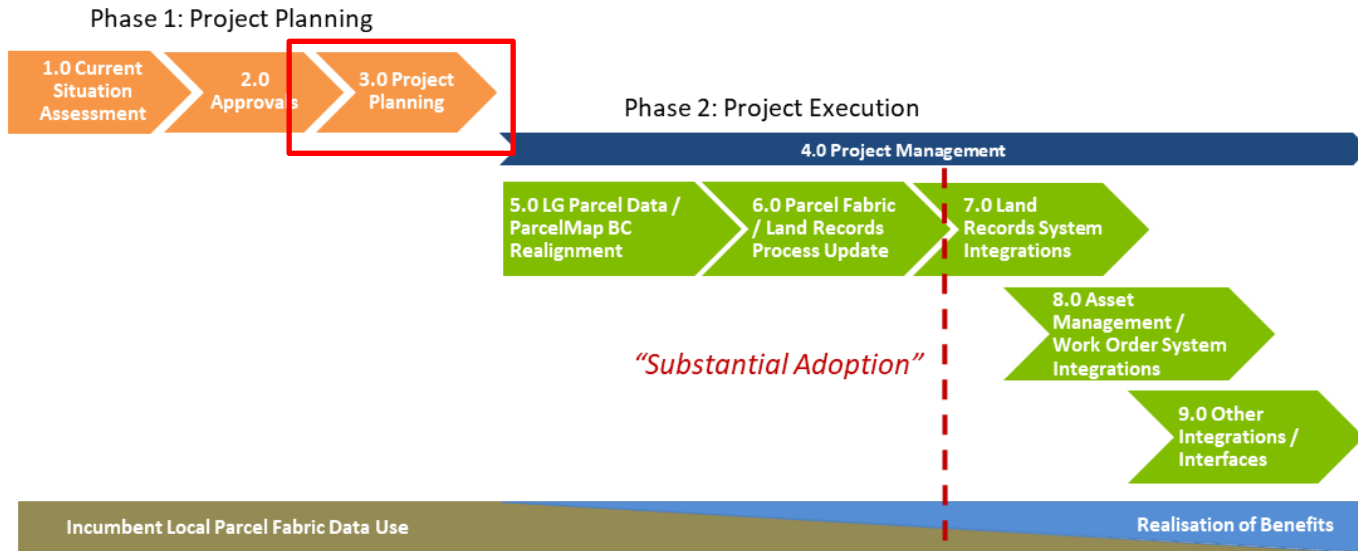 Phase 1: Project Planning
1.0 Current
Situation
Assessment
2.0
Approvals
3.0 Project
Planning
Phase 2: Project Execution
4.0 Project Management
5.0 LG Parcel Data /
ParcelMap BC
Realignment
6.0 Parcel Fabric
/ Land Records
Process Update
7.0 Land
Records System
Integrations
8.0 Asset
Management /
Work Order System
Integrations
“Substantial Adoption”
9.0 Other
Integrations /
Interfaces
Incumbent Local Parcel Fabric Data Use
Realisation of Benefits